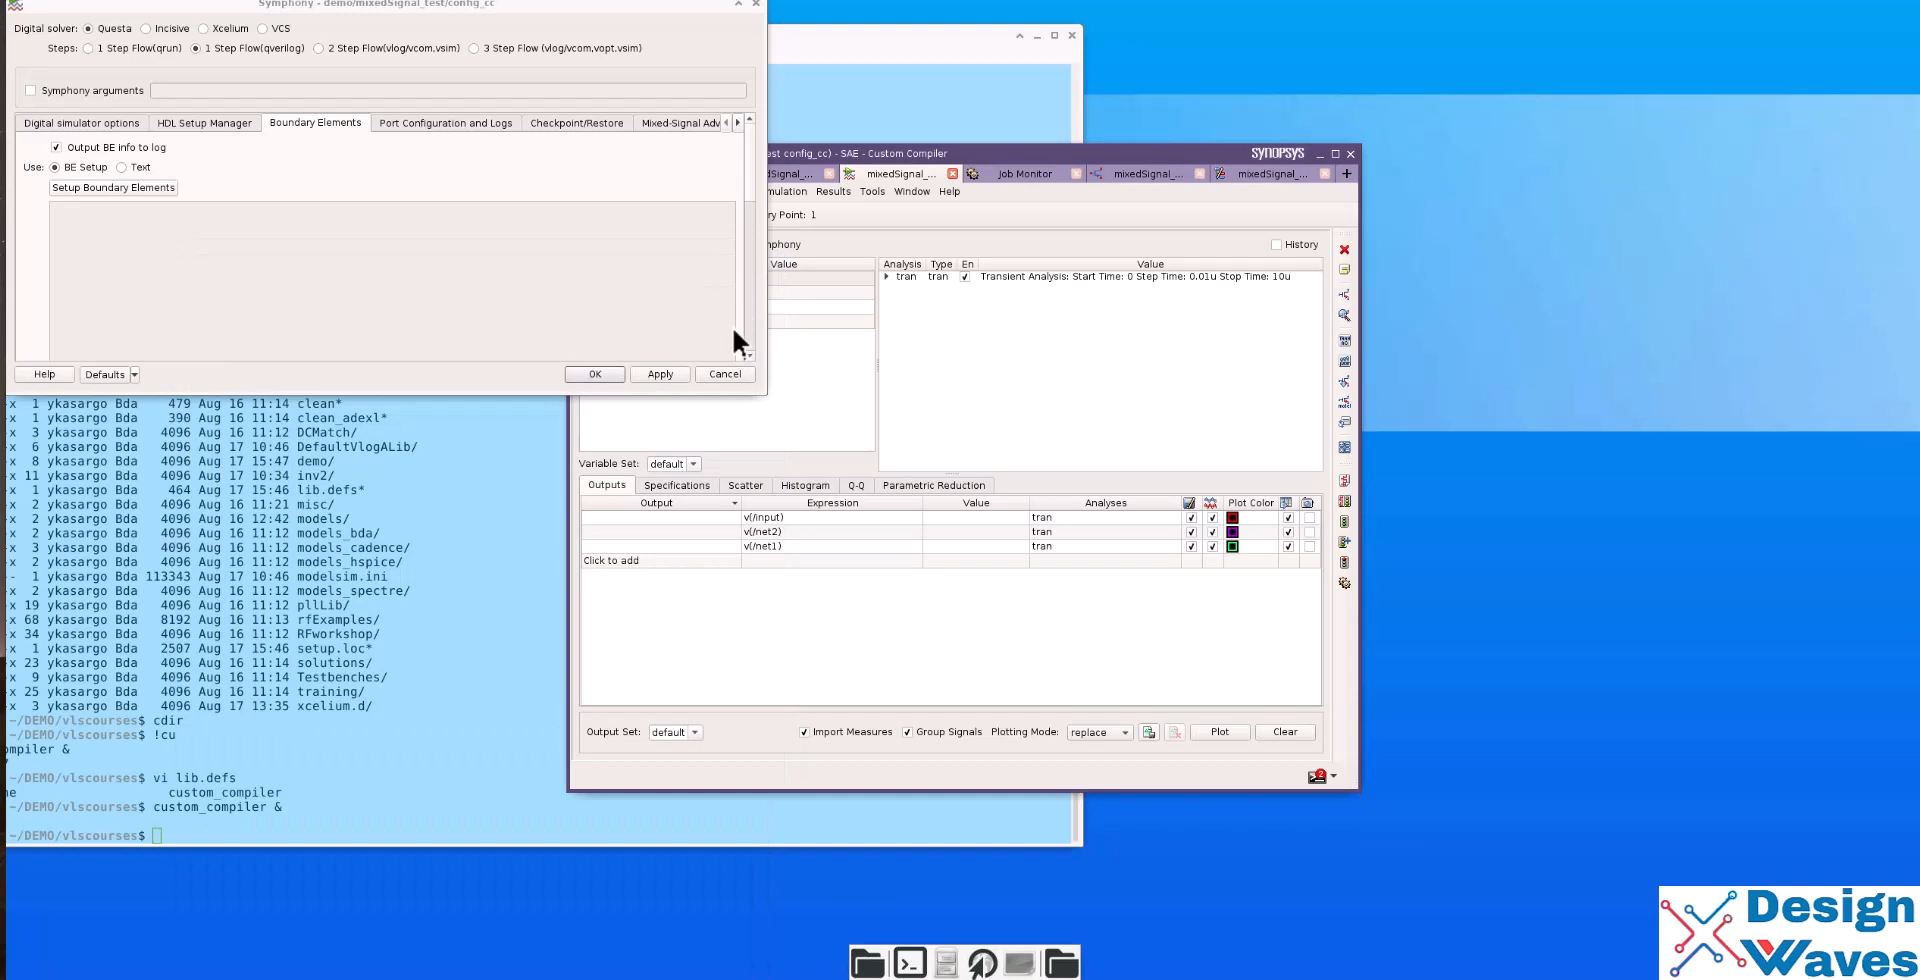 Symphony - demo/mixedSignal_test/config_cc
Digital solver: Questa Incisive Xcelium VCS
Steps: 1 Step Flow(qrun) 1 Step Flow(qverilog) 2 Step Flow(vlog/vcom,vsim) 3 Step Flow (vlog/vcom,vopt.vsim)
Symphony arguments
Digital simulator options HDL Setup Manager Boundary Elements Port Configuration and Logs Checkpoint/Restore Mixed-Signal Adv
Output BE info to log
Use: BE Setup Text
Setup Boundary Elements
Help Defaults OK Apply Cancel
est config_cc) - SAE - Custom Compiler SYNOPSYS
dSignal_... mixedSignal_... Job Monitor mixedSignal_... mixedSignal_...
mulation Results Tools Window Help
ry Point: 1
mphony History
Value Analysis Type En Value
tran tran Transient Analysis: Start Time: 0 Step Time: 0.01u Stop Time: 10u
Variable Set: default
Outputs Specifications Scatter Histogram Q-Q Parametric Reduction
Output Expression Value Analyses Plot Color
v(/input) tran
v(/net2) tran
v(/net1) tran
Click to add
Output Set: default Import Measures Group Signals Plotting Mode: replace Plot Clear
2
x 1 ykasargo Bda 479 Aug 16 11:14 clean*
x 1 ykasargo Bda 390 Aug 16 11:14 clean_adexl*
x 3 ykasargo Bda 4096 Aug 16 11:12 DCMatch/
x 6 ykasargo Bda 4096 Aug 17 10:46 DefaultVlogALib/
x 8 ykasargo Bda 4096 Aug 17 15:47 demo/
x 11 ykasargo Bda 4096 Aug 17 10:34 inv2/
x 1 ykasargo Bda 464 Aug 17 15:46 lib.defs*
x 2 ykasargo Bda 4096 Aug 16 11:21 misc/
x 2 ykasargo Bda 4096 Aug 16 12:42 models/
x 2 ykasargo Bda 4096 Aug 16 11:12 models_bda/
x 3 ykasargo Bda 4096 Aug 16 11:12 models_cadence/
x 2 ykasargo Bda 4096 Aug 16 11:12 models_hspice/
- 1 ykasargo Bda 113343 Aug 17 10:46 modelsim.ini
x 2 ykasargo Bda 4096 Aug 16 11:12 models_spectre/
x 19 ykasargo Bda 4096 Aug 16 11:12 pllLib/
x 68 ykasargo Bda 8192 Aug 16 11:13 rfExamples/
x 34 ykasargo Bda 4096 Aug 16 11:12 RFworkshop/
x 1 ykasargo Bda 2507 Aug 17 15:46 setup.loc*
x 23 ykasargo Bda 4096 Aug 16 11:14 solutions/
x 9 ykasargo Bda 4096 Aug 16 11:14 Testbenches/
x 25 ykasargo Bda 4096 Aug 16 11:14 training/
x 3 ykasargo Bda 4096 Aug 17 13:35 xcelium.d/
~/DEMO/vlscourses$ cdir
~/DEMO/vlscourses$ !cu
ompiler &
~/DEMO/vlscourses$ vi lib.defs
ne custom_compiler
~/DEMO/vlscourses$ custom_compiler &
~/DEMO/vlscourses$
Design
Waves